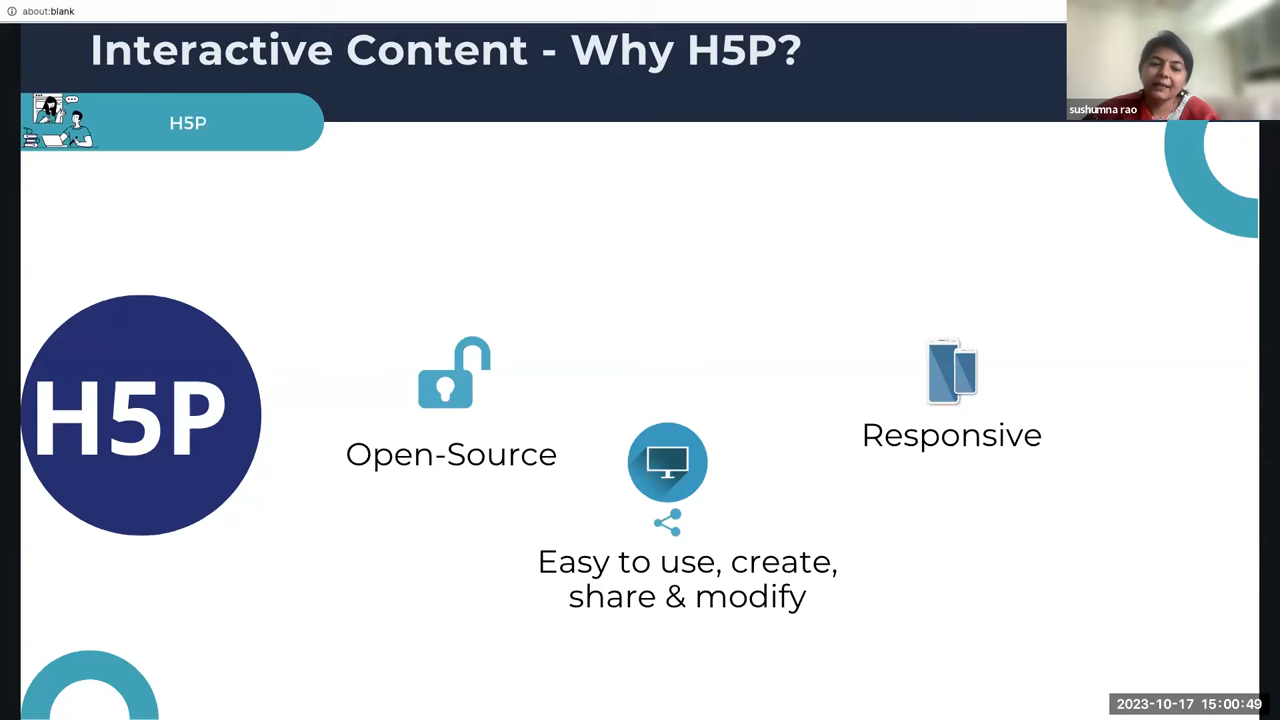 about:blank
Interactive Content - Why H5P?
sushumna rao
H5P
H5P
Open-Source
Responsive
Easy to use, create,
share & modify
2023-10-17 15:00:49